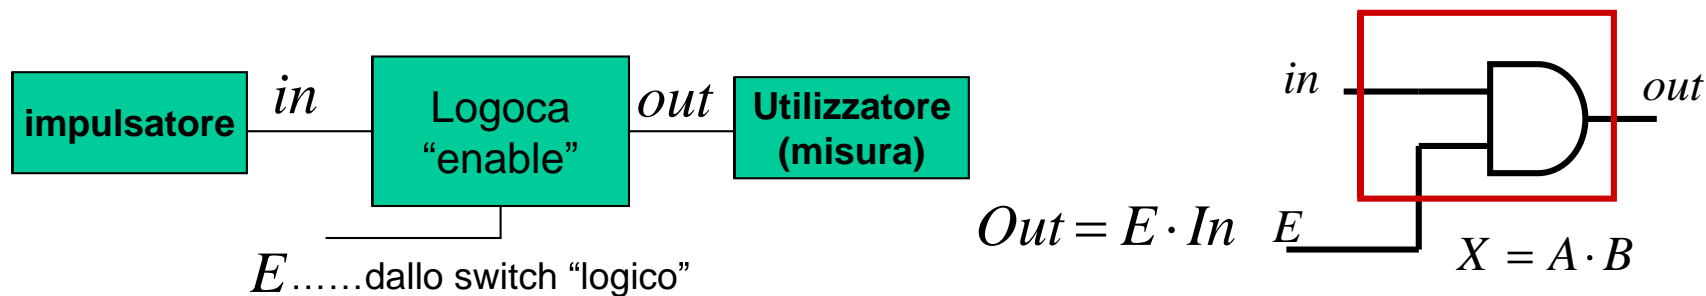 impulsatore
in
Logoca
“enable”
out
Utilizzatore
(misura)
E ......dallo switch “logico”
in
out
E
Out = E · In
X = A · B